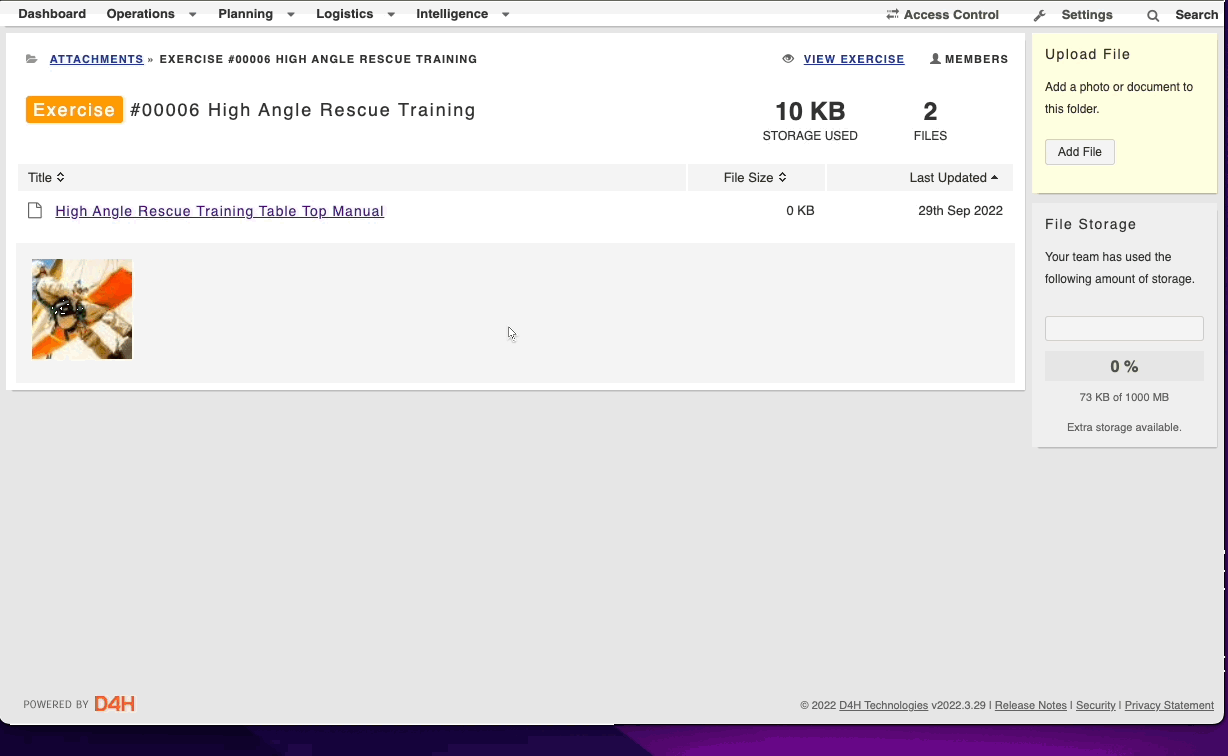 Dashboard Operations Planning Logistics Intelligence Access Control Settings Search
ATTACHMENTS » EXERCISE #00006 HIGH ANGLE RESCUE TRAINING VIEW EXERCISE MEMBERS
Exercise #00006 High Angle Rescue Training
10 KB
STORAGE USED
2
FILES
Title File Size Last Updated
High Angle Rescue Training Table Top Manual 0 KB 29th Sep 2022
Upload File
Add a photo or document to
this folder.
Add File
File Storage
Your team has used the
following amount of storage.
0 %
73 KB of 1000 MB
Extra storage available.
POWERED BY D4H
© 2022 D4H Technologies v2022.3.29 | Release Notes | Security | Privacy Statement